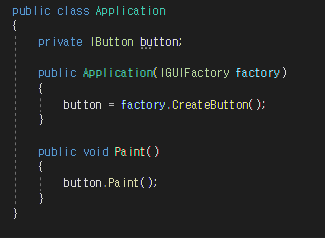 public class Application
{
    private IButton button;

    public Application(IGUIFactory factory)
    {
        button = factory.CreateButton();
    }

    public void Paint()
    {
        button.Paint();
    }
}